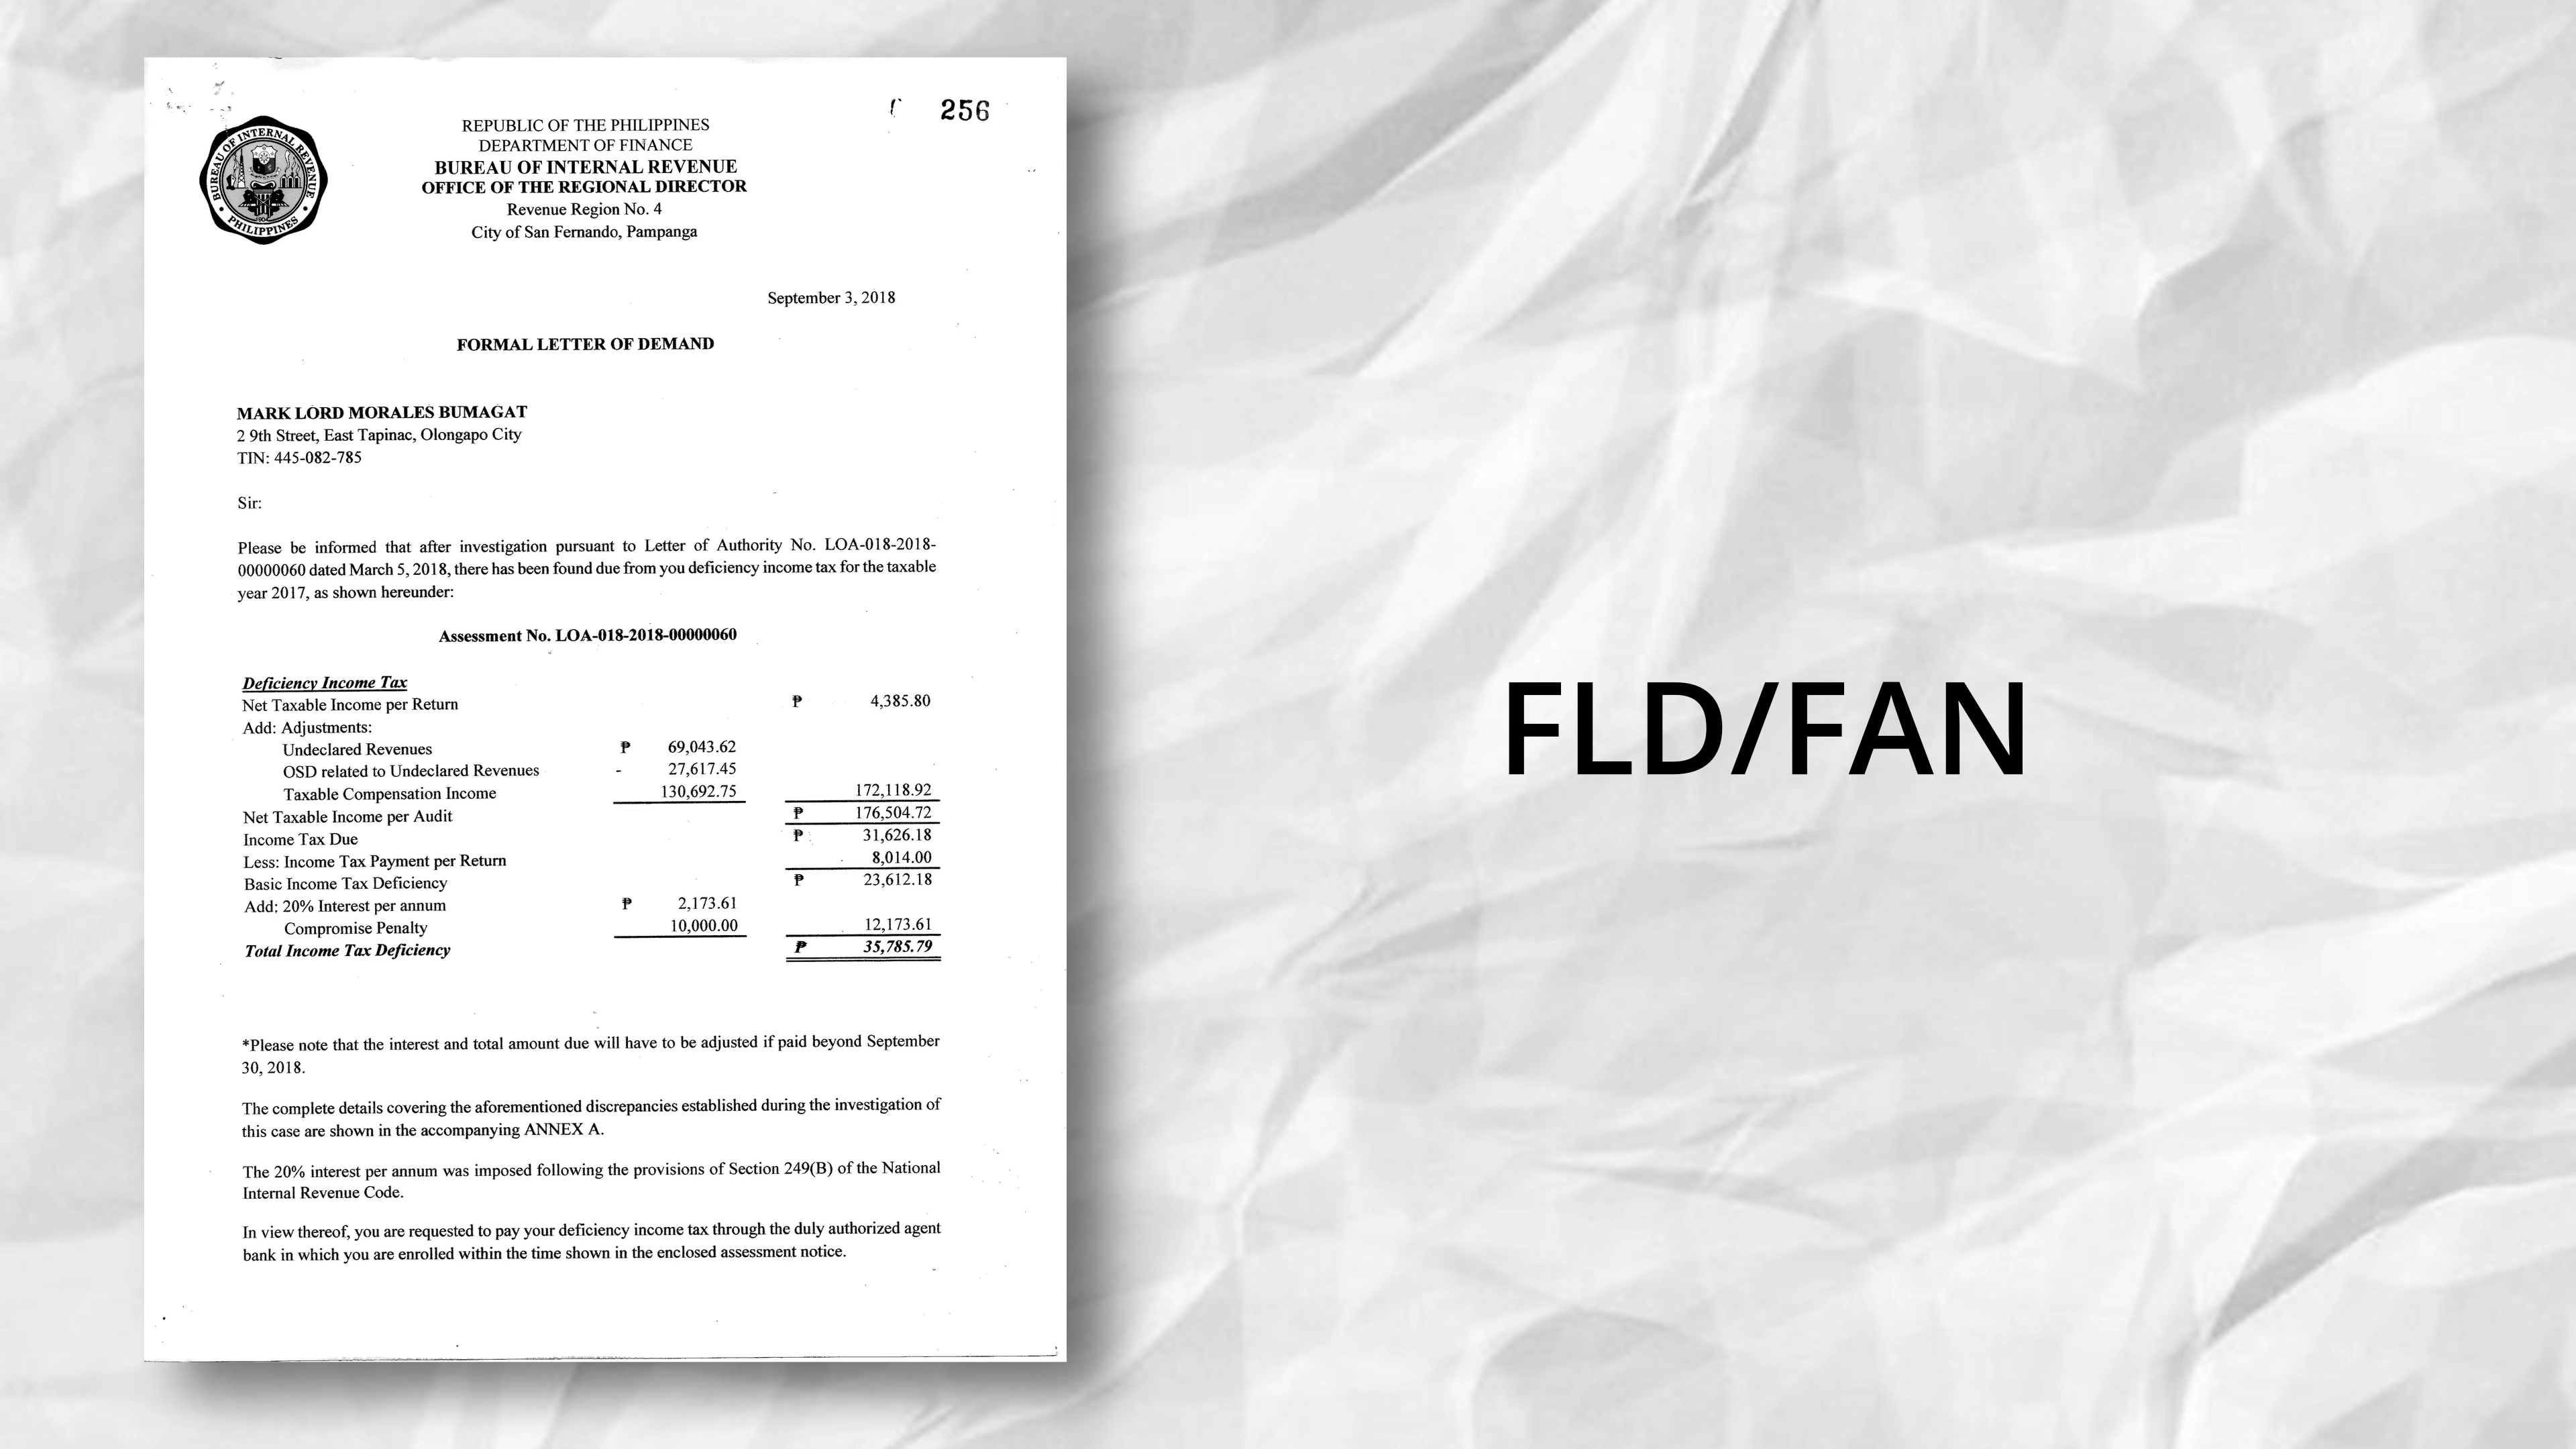 256
BUREAU OF INTERNAL REVENUE
PHILIPPINES
REPUBLIC OF THE PHILIPPINES
DEPARTMENT OF FINANCE
BUREAU OF INTERNAL REVENUE
OFFICE OF THE REGIONAL DIRECTOR
Revenue Region No. 4
City of San Fernando, Pampanga
September 3, 2018
FORMAL LETTER OF DEMAND
MARK LORD MORALES BUMAGAT
2 9th Street, East Tapinac, Olongapo City
TIN: 445-082-785
Sir:
Please be informed that after investigation pursuant to Letter of Authority No. LOA-018-2018-
00000060 dated March 5, 2018, there has been found due from you deficiency income tax for the taxable
year 2017, as shown hereunder:
Assessment No. LOA-018-2018-00000060
Deficiency Income Tax
Net Taxable Income per Return ₱ 4,385.80
Add: Adjustments:
Undeclared Revenues ₱ 69,043.62
OSD related to Undeclared Revenues - 27,617.45
Taxable Compensation Income 130,692.75 172,118.92
Net Taxable Income per Audit ₱ 176,504.72
Income Tax Due ₱ 31,626.18
Less: Income Tax Payment per Return 8,014.00
Basic Income Tax Deficiency ₱ 23,612.18
Add: 20% Interest per annum ₱ 2,173.61
Compromise Penalty 10,000.00 12,173.61
Total Income Tax Deficiency ₱ 35,785.79
*Please note that the interest and total amount due will have to be adjusted if paid beyond September
30, 2018.
The complete details covering the aforementioned discrepancies established during the investigation of
this case are shown in the accompanying ANNEX A.
The 20% interest per annum was imposed following the provisions of Section 249(B) of the National
Internal Revenue Code.
In view thereof, you are requested to pay your deficiency income tax through the duly authorized agent
bank in which you are enrolled within the time shown in the enclosed assessment notice.
FLD/FAN